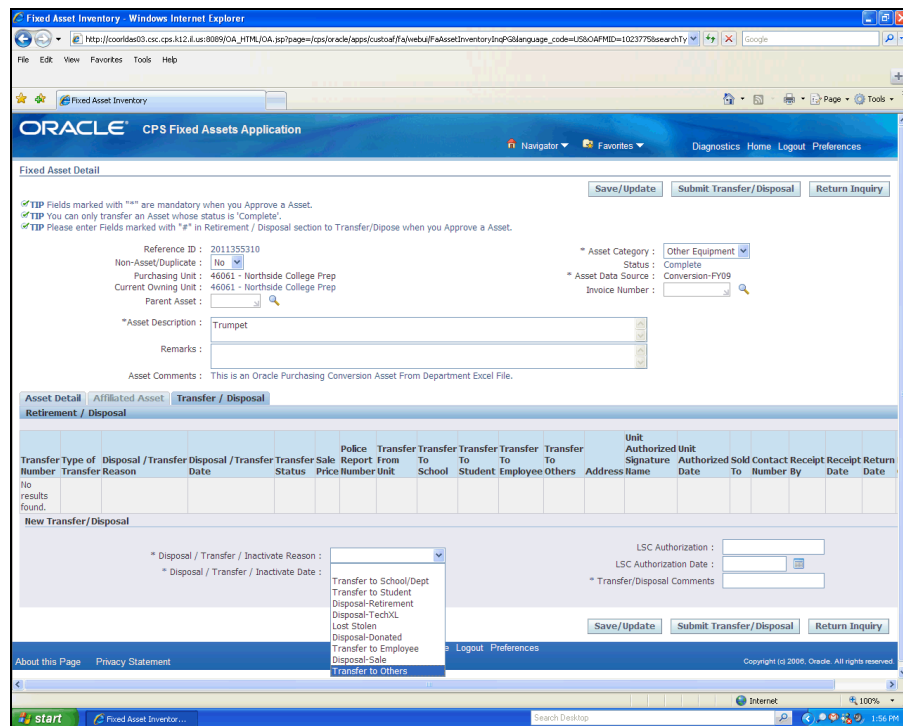 Fixed Asset Inventory - Windows Internet Explorer
http://coorldas03.csc.cps.k12.il.us:8089/OA_HTML/OA.jsp?page=/cps/oracle/apps/custoaf/fa/webui/FaAssetInventoryInqPG&language_code=US&OAFMID=1023775&searchTy
Google
File Edit View Favorites Tools Help
Fixed Asset Inventory
Page Tools
ORACLE CPS Fixed Assets Application
Navigator Favorites Diagnostics Home Logout Preferences
Fixed Asset Detail
Save/Update Submit Transfer/Disposal Return Inquiry
TIP Fields marked with "*" are mandatory when you Approve a Asset.
TIP You can only transfer an Asset whose status is 'Complete'.
TIP Please enter Fields marked with "#" in Retirement / Disposal section to Transfer/Dipose when you Approve a Asset.
Reference ID : 2011355310
* Asset Category : Other Equipment
Non-Asset/Duplicate : No
Status : Complete
Purchasing Unit : 46061 - Northside College Prep
* Asset Data Source : Conversion-FY09
Current Owning Unit : 46061 - Northside College Prep
Invoice Number :
Parent Asset :
*Asset Description : Trumpet
Remarks :
Asset Comments : This is an Oracle Purchasing Conversion Asset From Department Excel File.
Asset Detail Affiliated Asset Transfer / Disposal
Retirement / Disposal
Unit
Police Transfer Transfer Transfer Transfer Transfer Authorized Unit
Transfer Type of Disposal /Transfer Disposal /Transfer Transfer Sale Report From To To To To Signature Authorized Sold Contact Receipt Receipt Return
Number Transfer Reason Date Status Price Number Unit School Student Employee Others Address Name Date To Number By Date Date
No
results
found.
New Transfer/Disposal
* Disposal / Transfer / Inactivate Reason :
LSC Authorization :
* Disposal / Transfer / Inactivate Date :
LSC Authorization Date :
* Transfer/Disposal Comments
Transfer to School/Dept
Transfer to Student
Disposal-Retirement
Disposal-TechXL
Lost Stolen
Disposal-Donated
Transfer to Employee
Disposal-Sale
Transfer to Others
Save/Update Submit Transfer/Disposal Return Inquiry
Logout Preferences
About this Page Privacy Statement
Copyright (c) 2006, Oracle. All rights reserved.
Internet 100%
start Fixed Asset Inventor... Search Desktop 1:56 PM